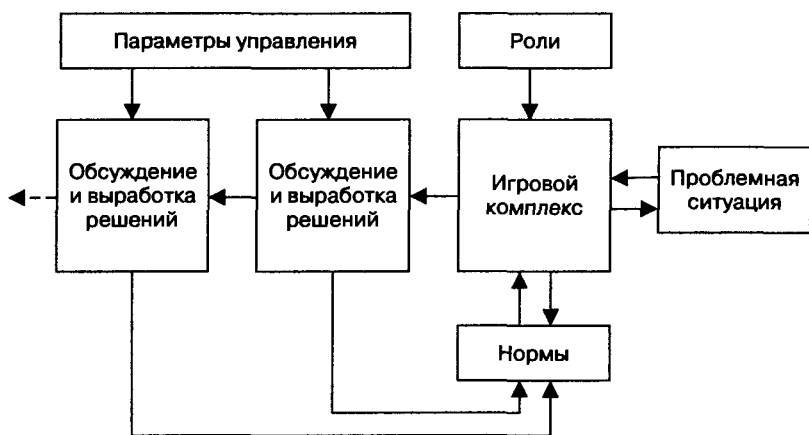 Параметры управления
Роли
Обсуждение
и выработка
решений
Обсуждение
и выработка
решений
Игровой
комплекс
Проблемная
ситуация
Нормы